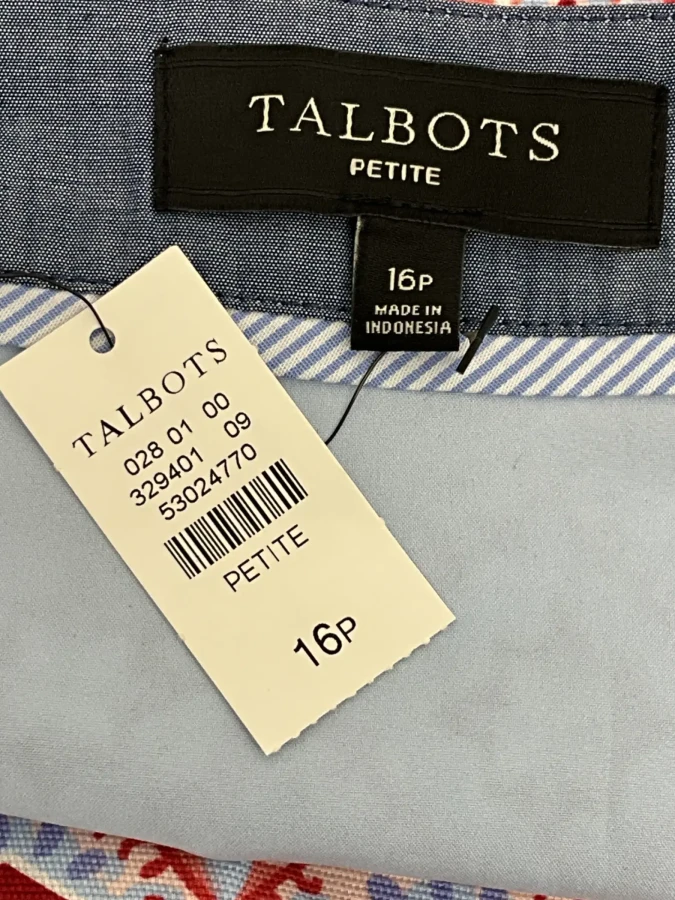 TALBOTS
PETITE
16P
MADE IN
INDONESIA
TALBOTS
028 01 00
329401 09
53024770
PETITE
16P